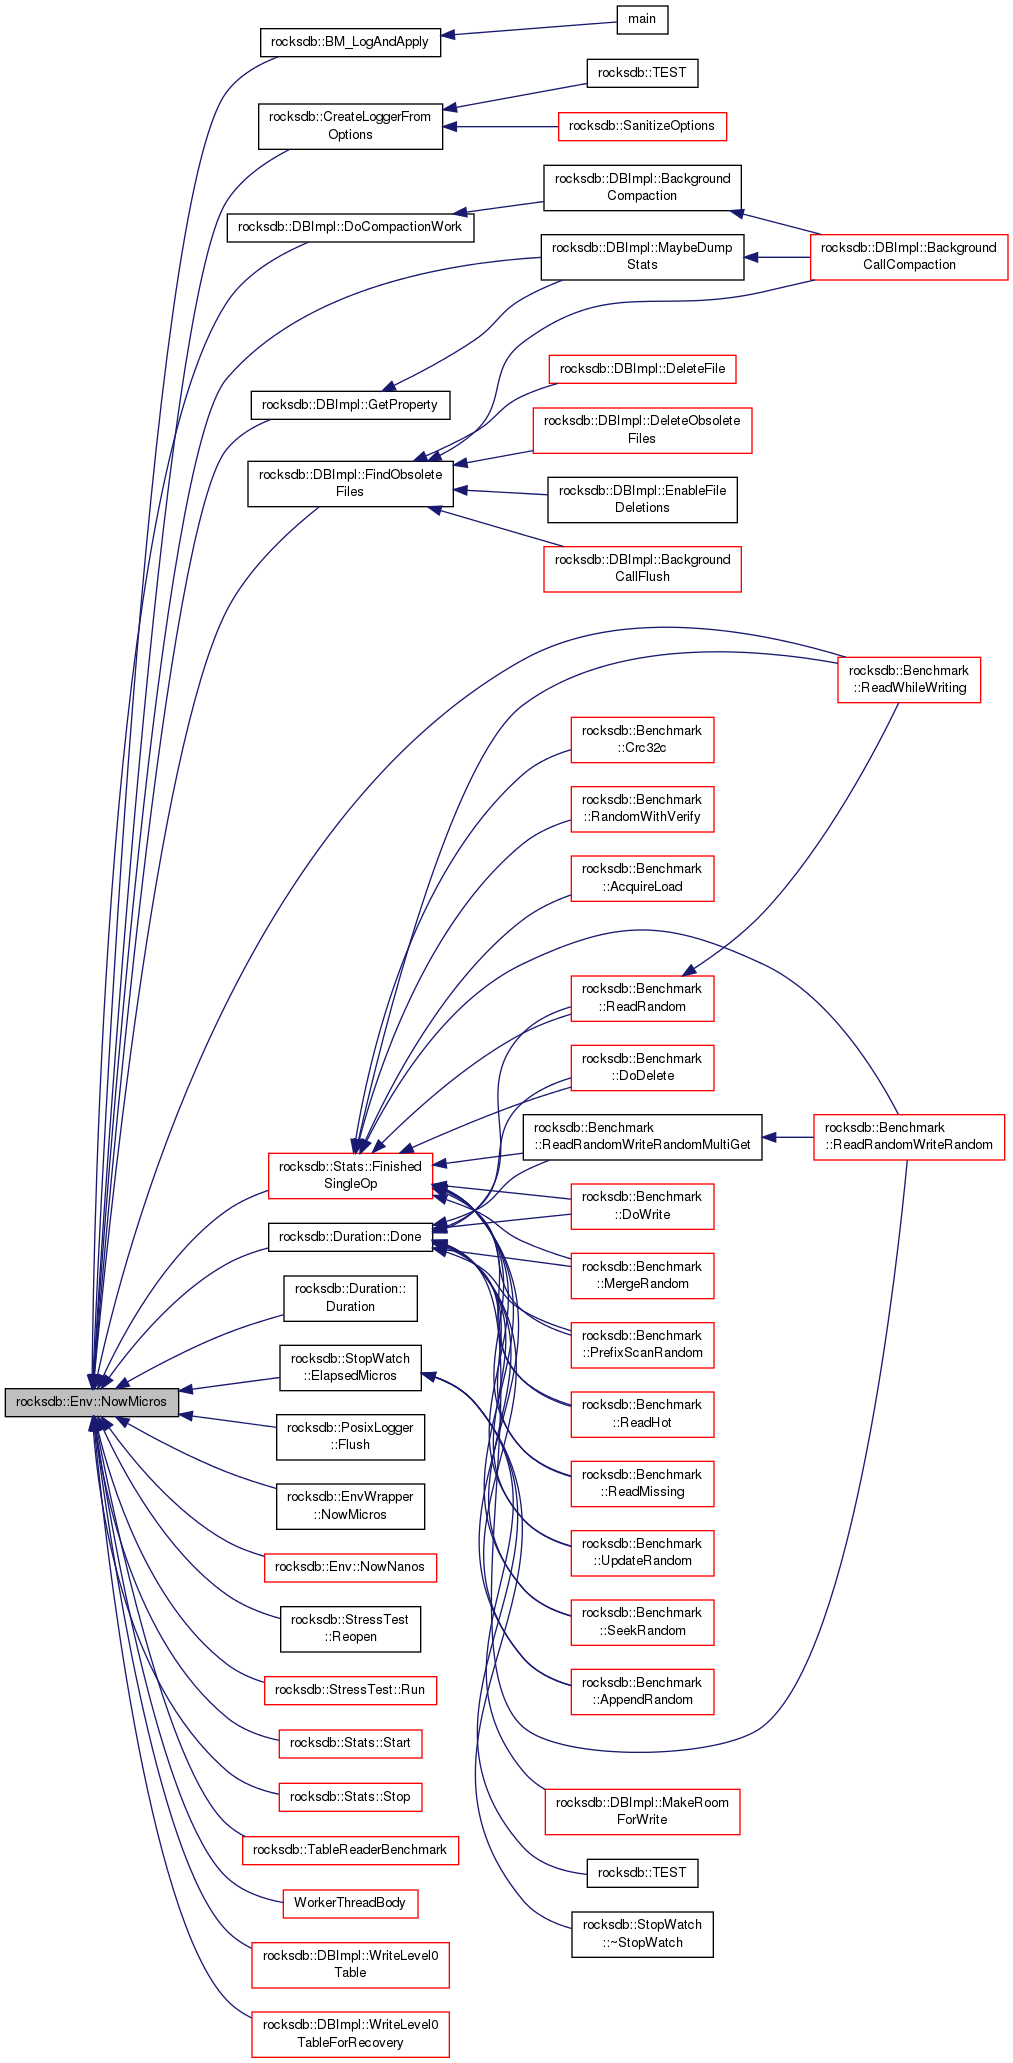 main
rocksdb::BM_LogAndApply
rocksdb::TEST
rocksdb::CreateLoggerFrom
Options
rocksdb::SanitizeOptions
rocksdb::DBImpl::Background
Compaction
rocksdb::DBImpl::DoCompactionWork
rocksdb::DBImpl::MaybeDump
Stats
rocksdb::DBImpl::Background
CallCompaction
rocksdb::DBImpl::DeleteFile
rocksdb::DBImpl::GetProperty
rocksdb::DBImpl::DeleteObsolete
Files
rocksdb::DBImpl::FindObsolete
Files
rocksdb::DBImpl::EnableFile
Deletions
rocksdb::DBImpl::Background
CallFlush
rocksdb::Benchmark
::ReadWhileWriting
rocksdb::Benchmark
::Crc32c
rocksdb::Benchmark
::RandomWithVerify
rocksdb::Benchmark
::AcquireLoad
rocksdb::Benchmark
::ReadRandom
rocksdb::Benchmark
::DoDelete
rocksdb::Benchmark
::ReadRandomWriteRandomMultiGet
rocksdb::Benchmark
::ReadRandomWriteRandom
rocksdb::Stats::Finished
SingleOp
rocksdb::Benchmark
::DoWrite
rocksdb::Duration::Done
rocksdb::Benchmark
::MergeRandom
rocksdb::Duration::
Duration
rocksdb::Benchmark
::PrefixScanRandom
rocksdb::StopWatch
::ElapsedMicros
rocksdb::Env::NowMicros
rocksdb::Benchmark
::ReadHot
rocksdb::PosixLogger
::Flush
rocksdb::Benchmark
::ReadMissing
rocksdb::EnvWrapper
::NowMicros
rocksdb::Benchmark
::UpdateRandom
rocksdb::Env::NowNanos
rocksdb::Benchmark
::SeekRandom
rocksdb::StressTest
::Reopen
rocksdb::Benchmark
::AppendRandom
rocksdb::StressTest::Run
rocksdb::Stats::Start
rocksdb::Stats::Stop
rocksdb::DBImpl::MakeRoom
ForWrite
rocksdb::TableReaderBenchmark
rocksdb::TEST
WorkerThreadBody
rocksdb::StopWatch
::~StopWatch
rocksdb::DBImpl::WriteLevel0
Table
rocksdb::DBImpl::WriteLevel0
TableForRecovery